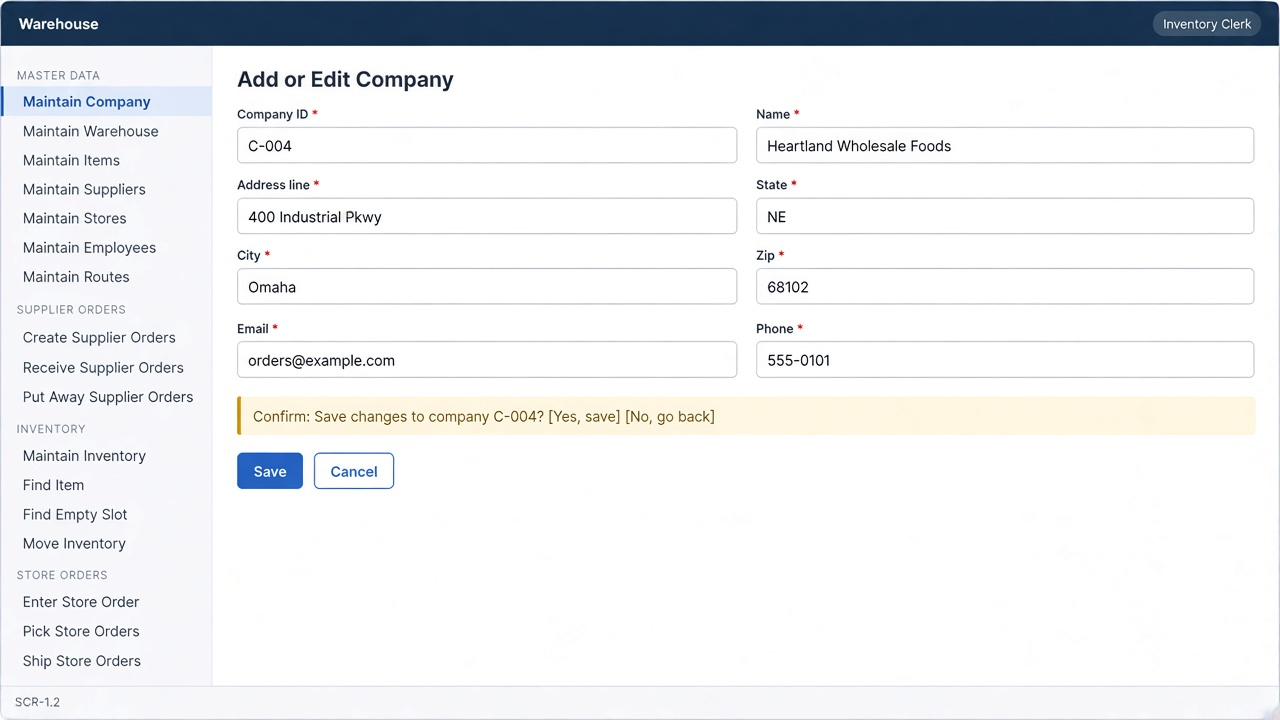 Warehouse
Inventory Clerk
MASTER DATA
Maintain Company
Maintain Warehouse
Maintain Items
Maintain Suppliers
Maintain Stores
Maintain Employees
Maintain Routes
SUPPLIER ORDERS
Create Supplier Orders
Receive Supplier Orders
Put Away Supplier Orders
INVENTORY
Maintain Inventory
Find Item
Find Empty Slot
Move Inventory
STORE ORDERS
Enter Store Order
Pick Store Orders
Ship Store Orders
Add or Edit Company
Company ID *
C-004
Name *
Heartland Wholesale Foods
Address line *
400 Industrial Pkwy
State *
NE
City *
Omaha
Zip *
68102
Email *
orders@example.com
Phone *
555-0101
Confirm: Save changes to company C-004? [Yes, save] [No, go back]
Save
Cancel
SCR-1.2